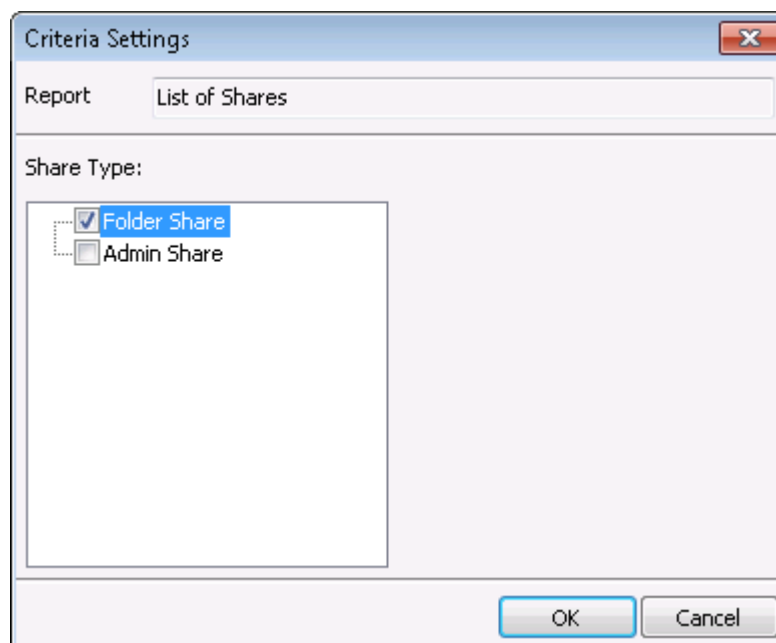 Criteria Settings
Report List of Shares
Share Type:
Folder Share
Admin Share
OK Cancel